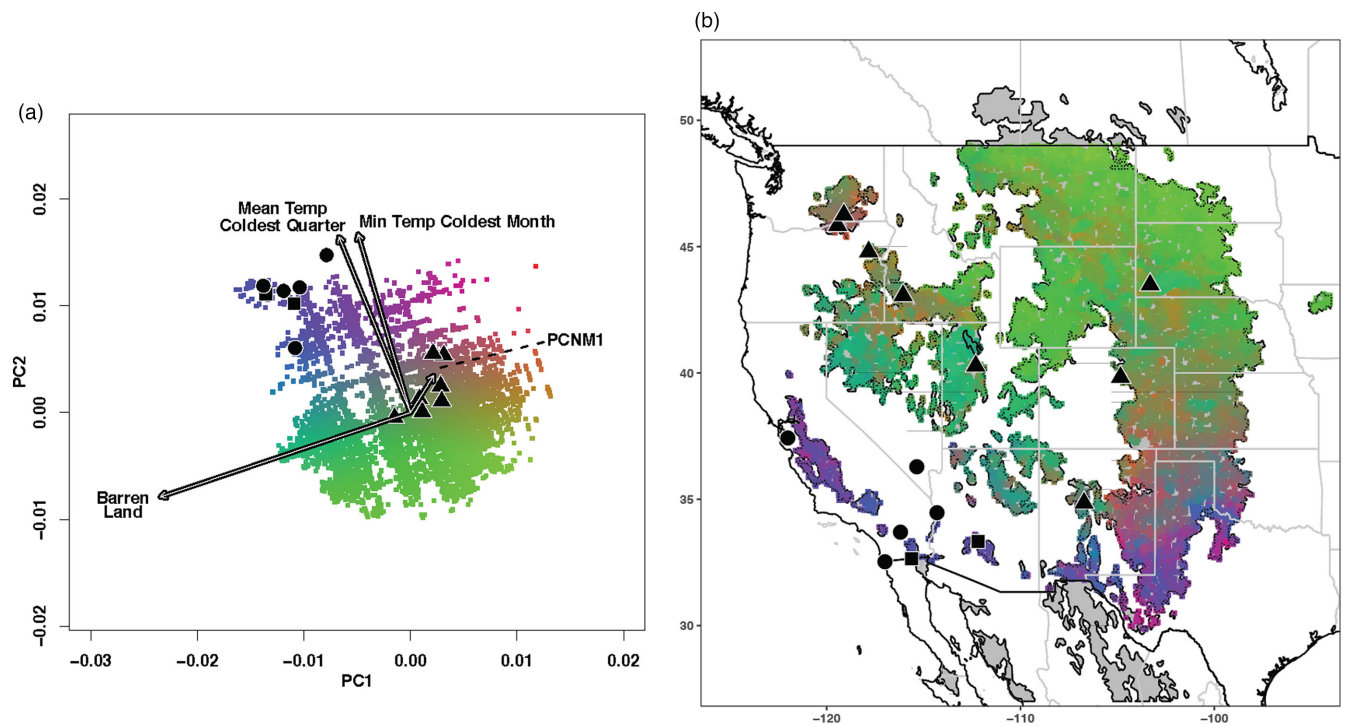 (a)
Mean Temp
Coldest Quarter
Min Temp Coldest Month
PCNM1
Barren
Land
PC2
0.02
0.01
0.00
−0.01
−0.02
−0.03
−0.02
−0.01
0.00
0.01
0.02
PC1
(b)
50
45
40
35
30
−120
−110
−100